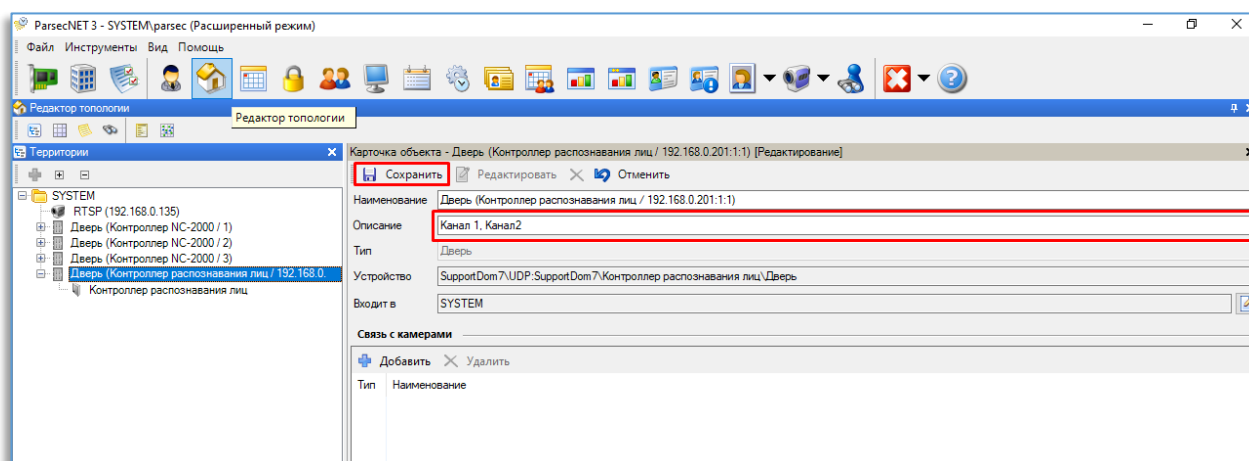 ParsecNET 3 - SYSTEM\parsec (Расширенный режим)
Файл Инструменты Вид Помощь
Редактор топологии
Редактор топологии
Территории
SYSTEM
RTSP (192.168.0.135)
Дверь (Контроллер NC-2000 / 1)
Дверь (Контроллер NC-2000 / 2)
Дверь (Контроллер NC-2000 / 3)
Дверь (Контроллер распознавания лиц / 192.168.0.
Контроллер распознавания лиц
Карточка объекта - Дверь (Контроллер распознавания лиц / 192.168.0.201:1:1) [Редактирование]
Сохранить Редактировать Отменить
Наименование Дверь (Контроллер распознавания лиц / 192.168.0.201:1:1)
Описание Канал 1, Канал2
Тип Дверь
Устройство SupportDom7\UDP:SupportDom7\Контроллер распознавания лиц\Дверь
Входит в SYSTEM
Связь с камерами
Добавить Удалить
Тип Наименование